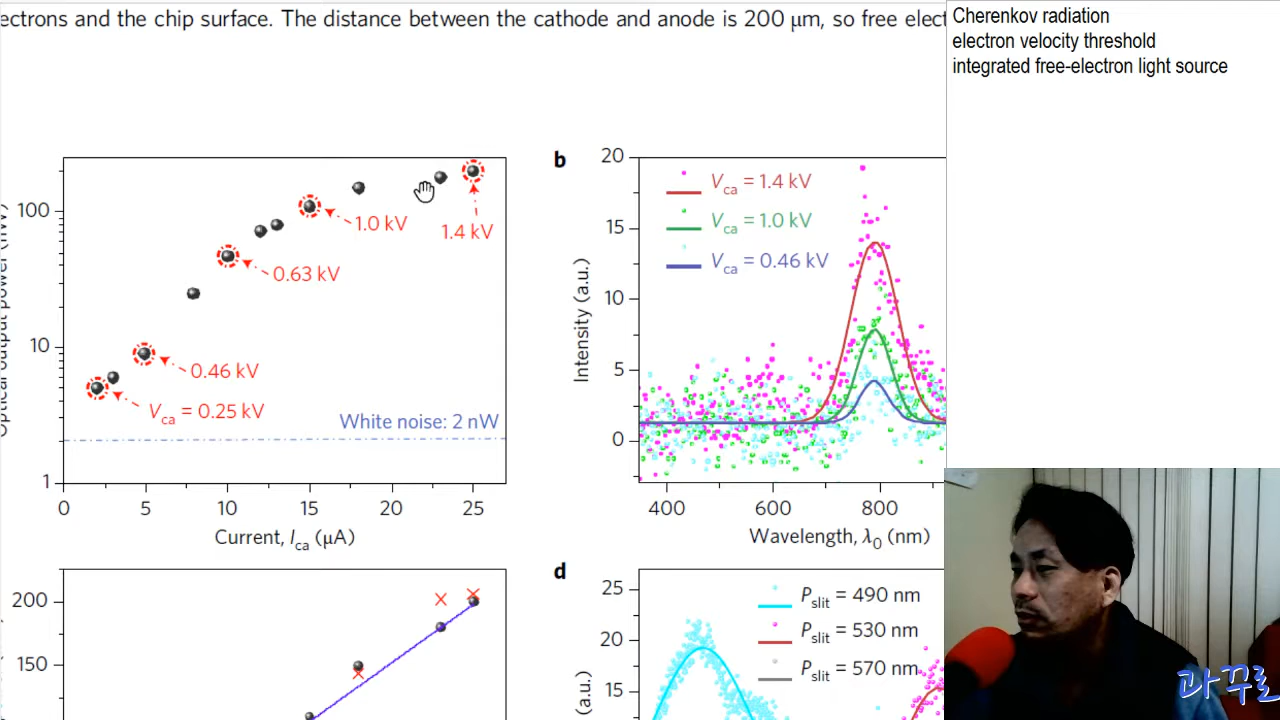 ectrons and the chip surface. The distance between the cathode and anode is 200 μm, so free elect
Cherenkov radiation
electron velocity threshold
integrated free-electron light source
100
10
1
0 5 10 15 20 25
Current, Ica (μA)
1.0 kV
1.4 kV
0.63 kV
0.46 kV
Vca = 0.25 kV
White noise: 2 nW
b
20
15
10
5
0
Intensity (a.u.)
Vca = 1.4 kV
Vca = 1.0 kV
Vca = 0.46 kV
400 600 800
Wavelength, λ0 (nm)
200
150
d
25
20
15
(a.u.)
Pslit = 490 nm
Pslit = 530 nm
Pslit = 570 nm
과꾸로